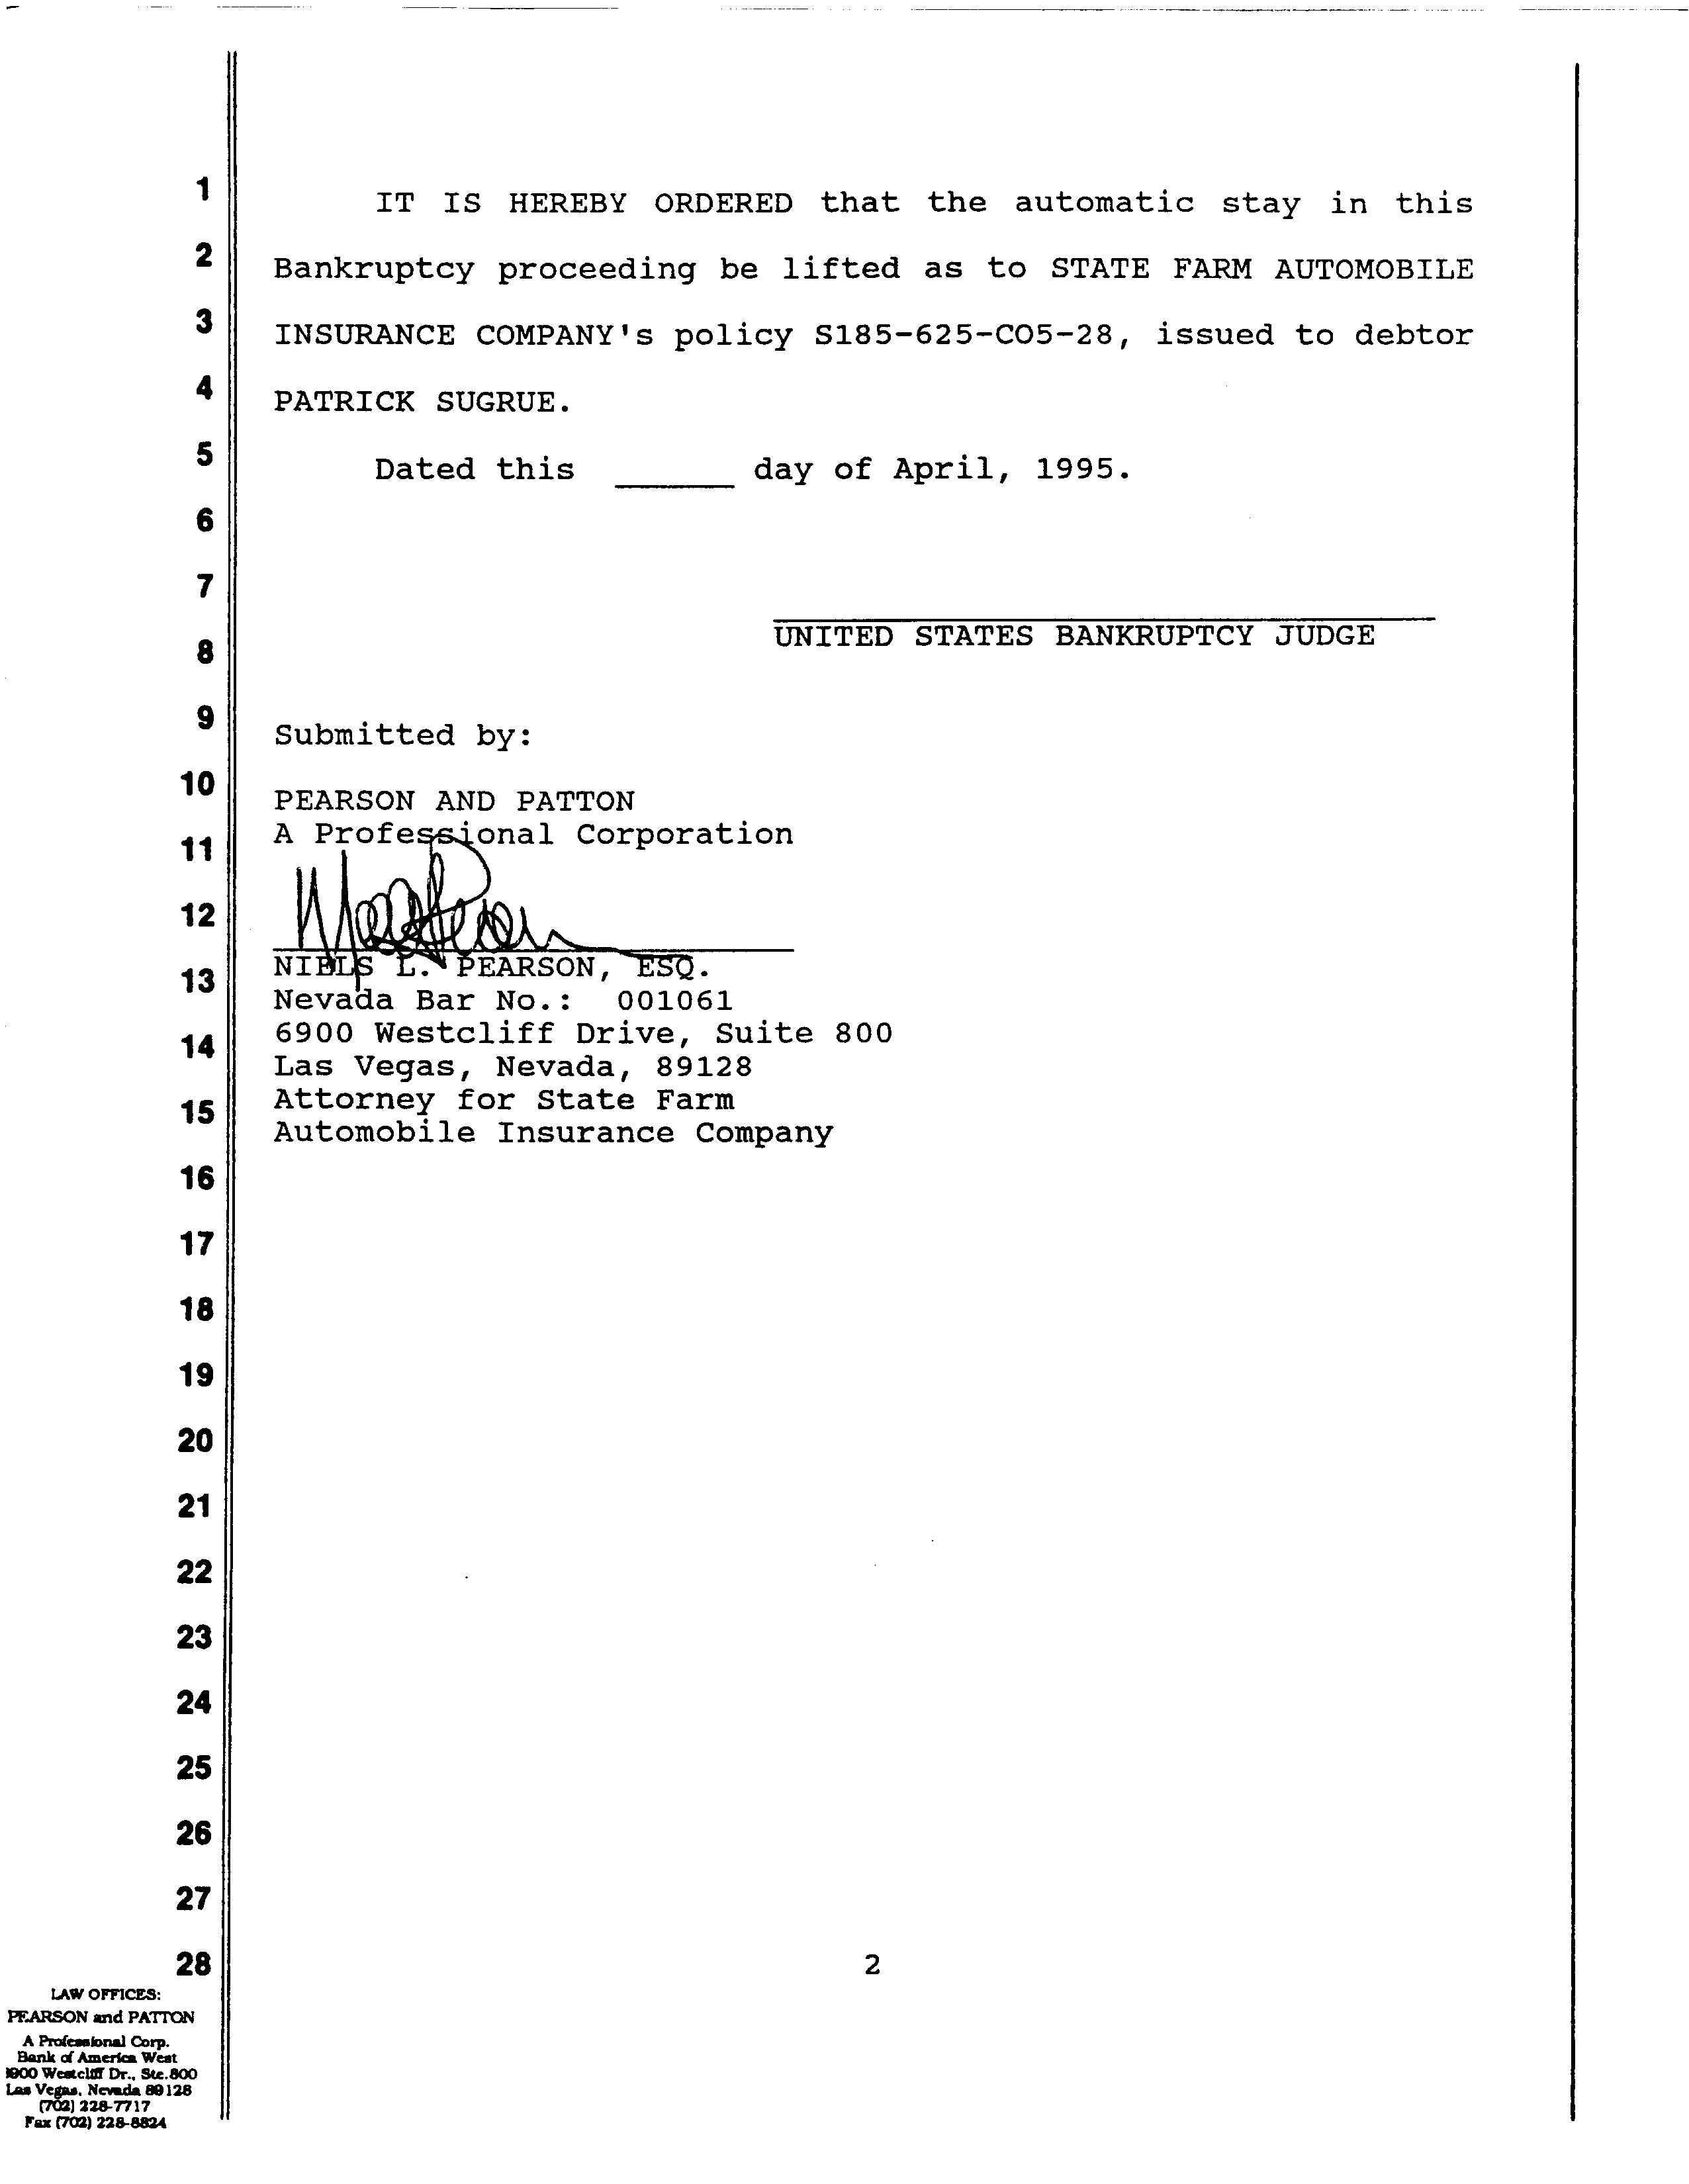 1
IT IS HEREBY ORDERED that the automatic stay in this
2
Bankruptcy proceeding be lifted as to STATE FARM AUTOMOBILE
3
INSURANCE COMPANY's policy S185-625-CO5-28, issued to debtor
4
PATRICK SUGRUE.
5
Dated this ______ day of April, 1995.
6
7
UNITED STATES BANKRUPTCY JUDGE
8
9
Submitted by:
10
PEARSON AND PATTON
A Professional Corporation
11
12
NIELS L. PEARSON, ESQ.
13
Nevada Bar No.: 001061
6900 Westcliff Drive, Suite 800
14
Las Vegas, Nevada, 89128
Attorney for State Farm
15
Automobile Insurance Company
16
17
18
19
20
21
22
23
24
25
26
27
28
2
LAW OFFICES:
PEARSON and PATTON
A Professional Corp.
Bank of America West
900 Westcliff Dr., Ste.800
Las Vegas, Nevada 89128
(702) 228-7717
Fax (702) 228-8824